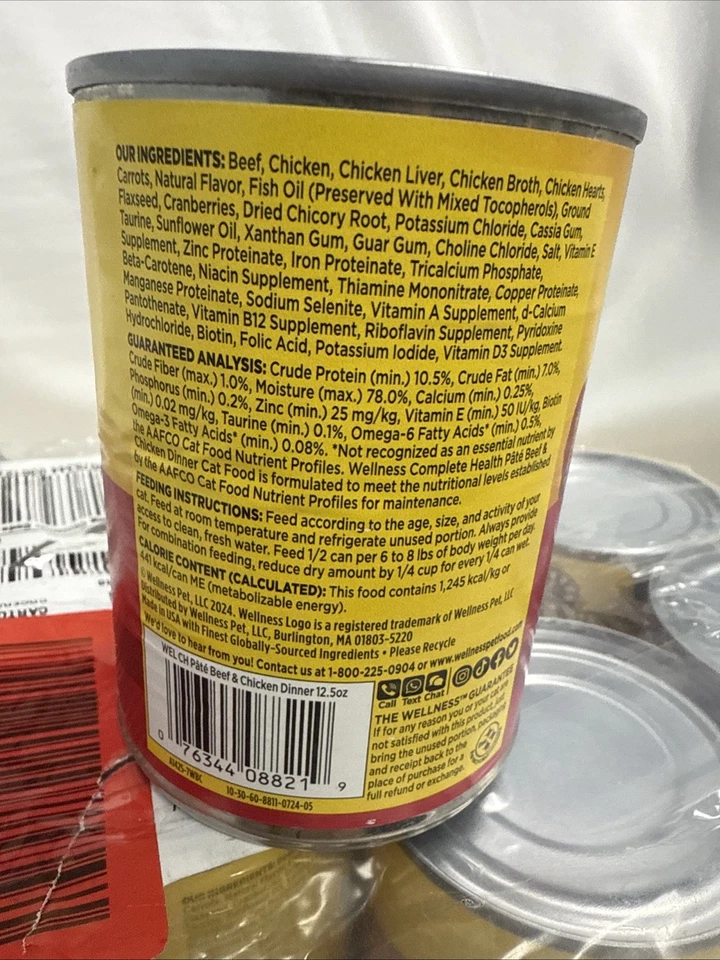 OUR INGREDIENTS: Beef, Chicken, Chicken Liver, Chicken Broth, Chicken Hearts,
Carrots, Natural Flavor, Fish Oil (Preserved With Mixed Tocopherols), Ground
Flaxseed, Cranberries, Dried Chicory Root, Potassium Chloride, Cassia Gum,
Taurine, Sunflower Oil, Xanthan Gum, Guar Gum, Choline Chloride, Salt, Vitamin E
Supplement, Zinc Proteinate, Iron Proteinate, Tricalcium Phosphate,
Beta-Carotene, Niacin Supplement, Thiamine Mononitrate, Copper Proteinate,
Manganese Proteinate, Sodium Selenite, Vitamin A Supplement, d-Calcium
Pantothenate, Vitamin B12 Supplement, Riboflavin Supplement, Pyridoxine
Hydrochloride, Biotin, Folic Acid, Potassium Iodide, Vitamin D3 Supplement.
GUARANTEED ANALYSIS: Crude Protein (min.) 10.5%, Crude Fat (min.) 7.0%,
Crude Fiber (max.) 1.0%, Moisture (max.) 78.0%, Calcium (min.) 0.25%,
Phosphorus (min.) 0.2%, Zinc (min.) 25 mg/kg, Vitamin E (min.) 50 IU/kg, Biotin
(min.) 0.02 mg/kg, Taurine (min.) 0.1%, Omega-6 Fatty Acids* (min.) 0.5%,
Omega-3 Fatty Acids* (min.) 0.08%. *Not recognized as an essential nutrient by
the AAFCO Cat Food Nutrient Profiles. Wellness Complete Health Pâté Beef &
Chicken Dinner Cat Food is formulated to meet the nutritional levels established
by the AAFCO Cat Food Nutrient Profiles for maintenance.
FEEDING INSTRUCTIONS: Feed according to the age, size, and activity of your
cat. Feed at room temperature and refrigerate unused portion. Always provide
access to clean, fresh water. Feed 1/2 can per 6 to 8 lbs of body weight per day.
For combination feeding, reduce dry amount by 1/4 cup for every 1/4 can wet.
CALORIE CONTENT (CALCULATED): This food contains 1,245 kcal/kg or
441 kcal/can ME (metabolizable energy).
© Wellness Pet, LLC 2024. Wellness Logo is a registered trademark of Wellness Pet, LLC
Distributed by Wellness Pet, LLC, Burlington, MA 01803-5220
Made in USA with Finest Globally-Sourced Ingredients • Please Recycle
We'd love to hear from you! Contact us at 1-800-225-0904 or www.wellnesspetfood.com
WEL CH Pâté Beef & Chicken Dinner 12.5oz
0 76344 08821 9
A1425-7WBC
10-30-60-8811-0724-05
Call Text Chat
THE WELLNESS™ GUARANTEE
If for any reason you or your cat are
not satisfied with this product, just
bring the unused portion, packaging
and receipt back to the
place of purchase for a
full refund or exchange.
OUR INGREDIENTS: